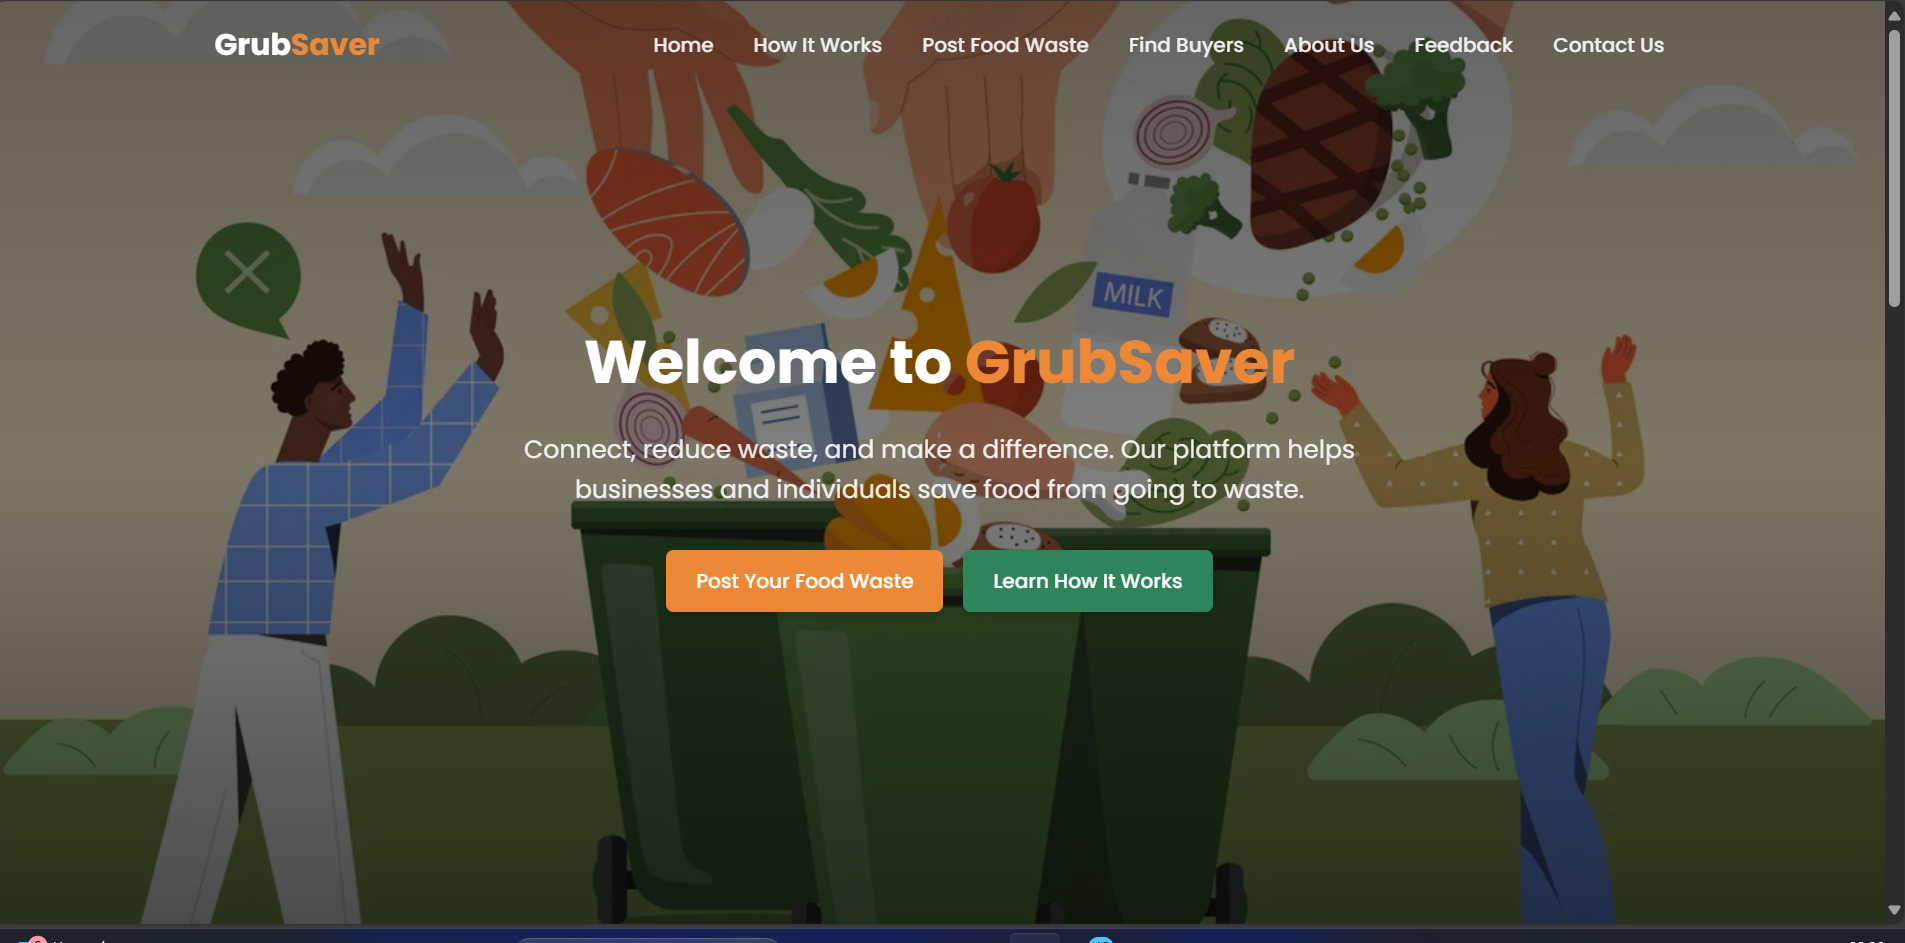 GrubSaver
Home How It Works Post Food Waste Find Buyers About Us Feedback Contact Us
MILK
Welcome to GrubSaver
Connect, reduce waste, and make a difference. Our platform helps
businesses and individuals save food from going to waste.
Post Your Food Waste Learn How It Works